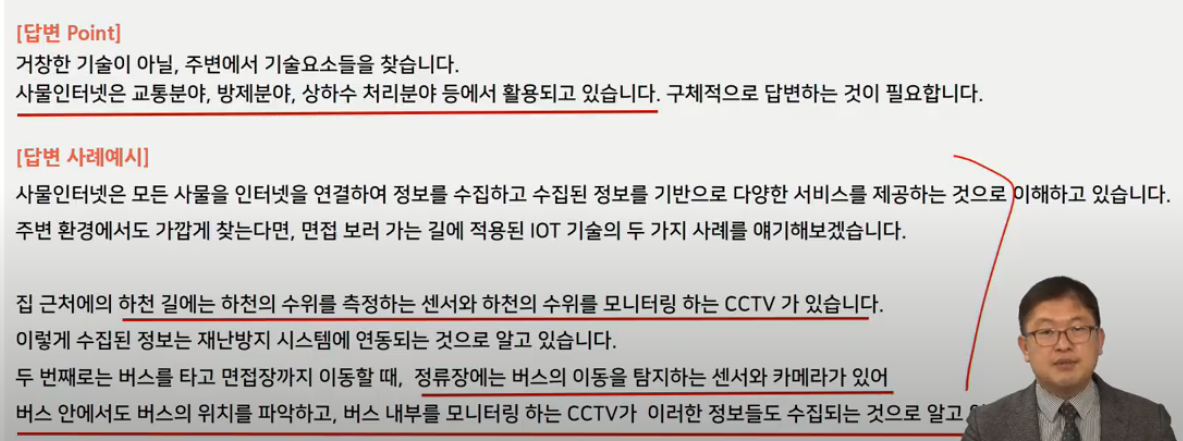 [답변 Point]
거창한 기술이 아닐, 주변에서 기술요소들을 찾습니다.
사물인터넷은 교통분야, 방제분야, 상하수 처리분야 등에서 활용되고 있습니다. 구체적으로 답변하는 것이 필요합니다.
[답변 사례예시]
사물인터넷은 모든 사물을 인터넷을 연결하여 정보를 수집하고 수집된 정보를 기반으로 다양한 서비스를 제공하는 것으로 이해하고 있습니다.
주변 환경에서도 가깝게 찾는다면, 면접 보러 가는 길에 적용된 IOT 기술의 두 가지 사례를 얘기해보겠습니다.
집 근처에의 하천 길에는 하천의 수위를 측정하는 센서와 하천의 수위를 모니터링 하는 CCTV 가 있습니다.
이렇게 수집된 정보는 재난방지 시스템에 연동되는 것으로 알고 있습니다.
두 번째로는 버스를 타고 면접장까지 이동할 때, 정류장에는 버스의 이동을 탐지하는 센서와 카메라가 있어
버스 안에서도 버스의 위치를 파악하고, 버스 내부를 모니터링 하는 CCTV가 이러한 정보들도 수집되는 것으로 알고